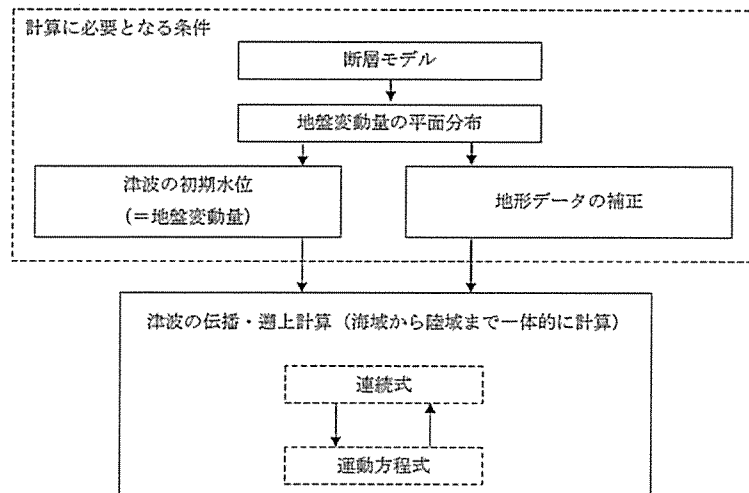 計算に必要となる条件
断層モデル
地盤変動量の平面分布
津波の初期水位
(＝地盤変動量)
地形データの補正
津波の伝播・遡上計算（海域から陸域まで一体的に計算）
連続式
運動方程式